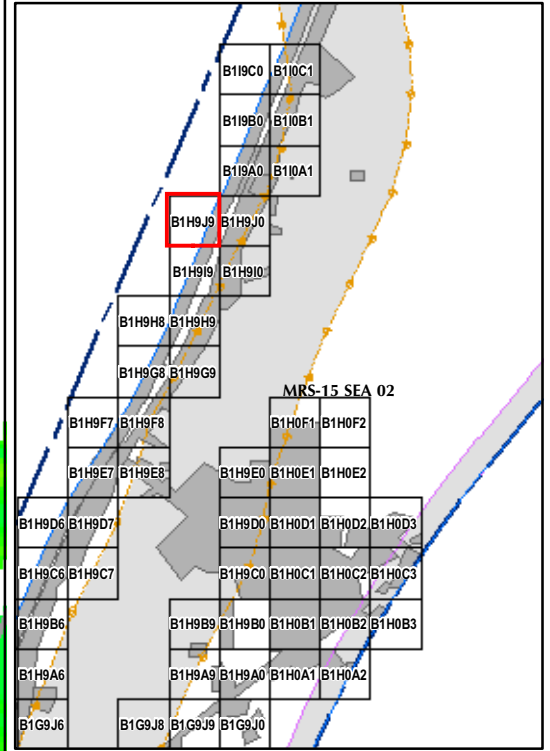 B1I9C0 B1I0C1
B1I9B0 B1I0B1
B1I9A0 B1I0A1
B1H9J9 B1H9J0
B1H9I9 B1H9I0
B1H9H8 B1H9H9
B1H9G8 B1H9G9
MRS-15 SEA 02
B1H9F7 B1H9F8 B1H0F1 B1H0F2
B1H9E7 B1H9E8 B1H9E0 B1H0E1 B1H0E2
B1H9D6 B1H9D7 B1H9D0 B1H0D1 B1H0D2 B1H0D3
B1H9C6 B1H9C7 B1H9C0 B1H0C1 B1H0C2 B1H0C3
B1H9B6 B1H9B9 B1H9B0 B1H0B1 B1H0B2 B1H0B3
B1H9A6 B1H9A9 B1H9A0 B1H0A1 B1H0A2
B1G9J6 B1G9J8 B1G9J9 B1G9J0